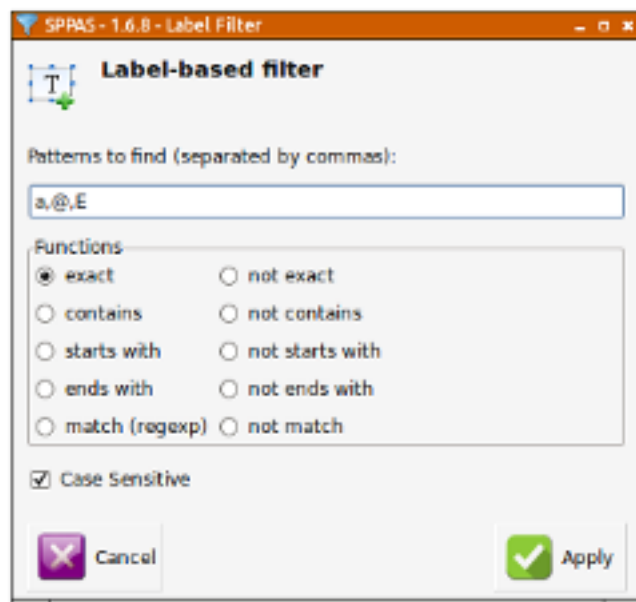 SPPAS - 1.6.8 - Label Filter
T
Label-based filter
Patterns to find (separated by commas):
a,@,E
Functions
exact not exact
contains not contains
starts with not starts with
ends with not ends with
match (regexp) not match
Case Sensitive
Cancel Apply